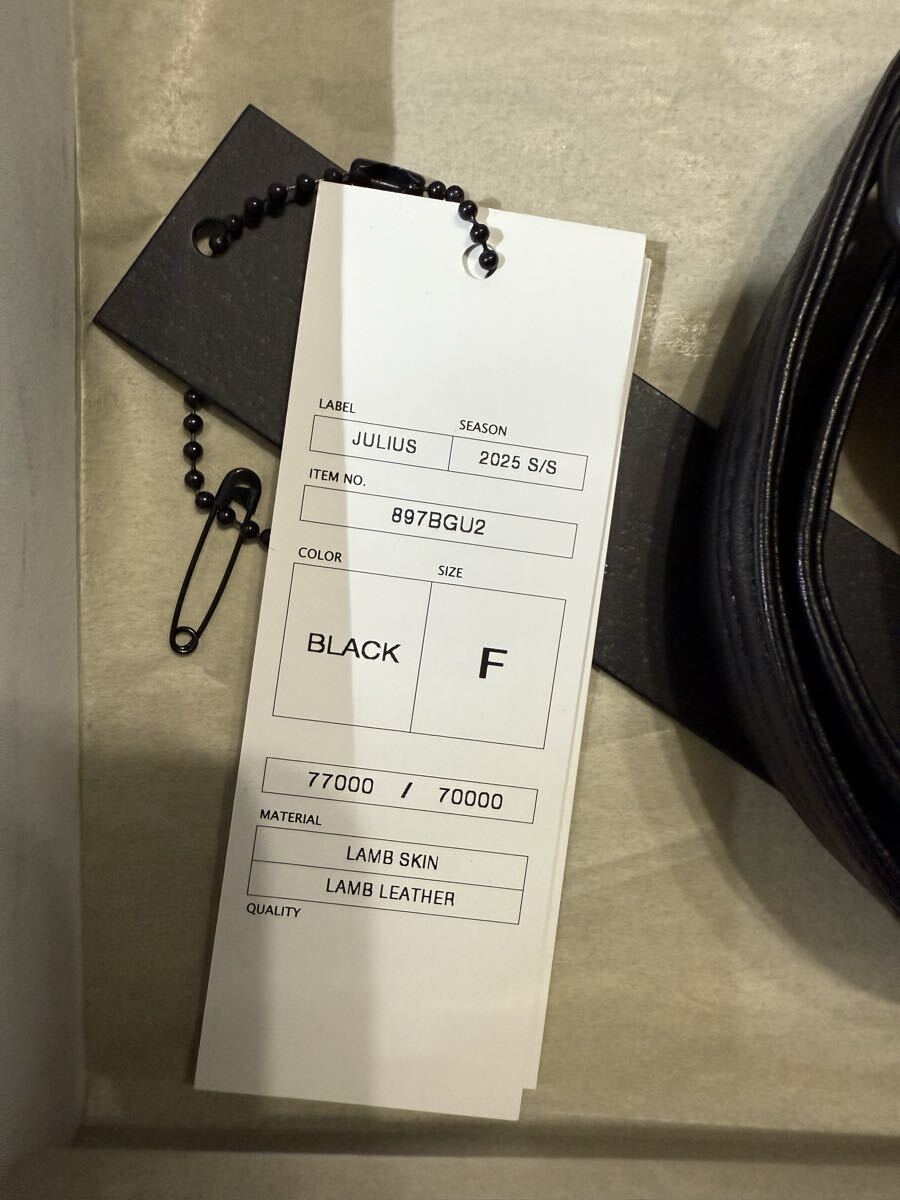 LABEL
SEASON
JULIUS
2025 S/S
ITEM NO.
897BGU2
COLOR
SIZE
BLACK
F
77000 / 70000
MATERIAL
LAMB SKIN
LAMB LEATHER
QUALITY